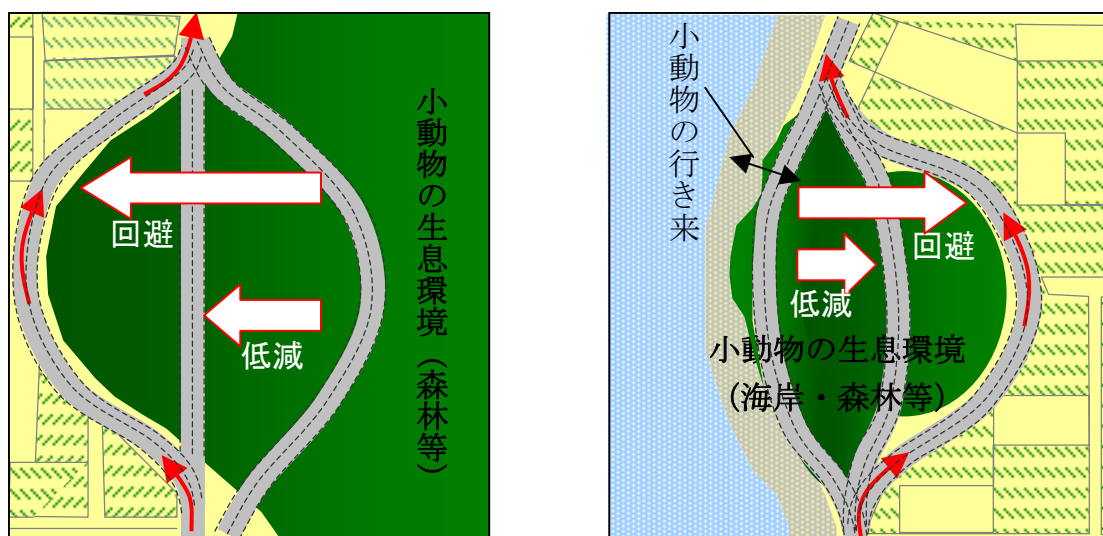 回避
低減
小動物の生息環境（森林等）
小動物の行き来
回避
低減
小動物の生息環境
（海岸・森林等）